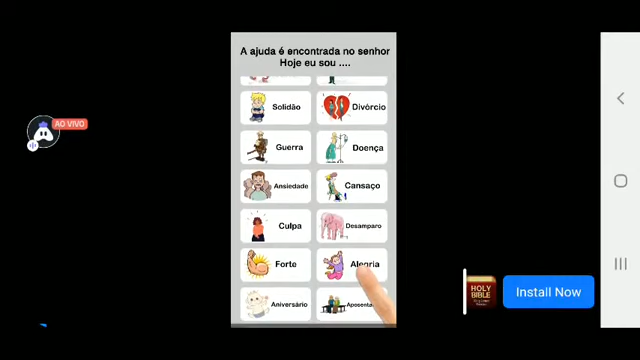 A ajuda é encontrada no senhor
Hoje eu sou ....
AO VIVO
Solidão
Divórcio
Guerra
Doença
Ansiedade
Cansaço
Culpa
Desamparo
Forte
Alegria
Aniversário
HOLY
BIBLE
Install Now